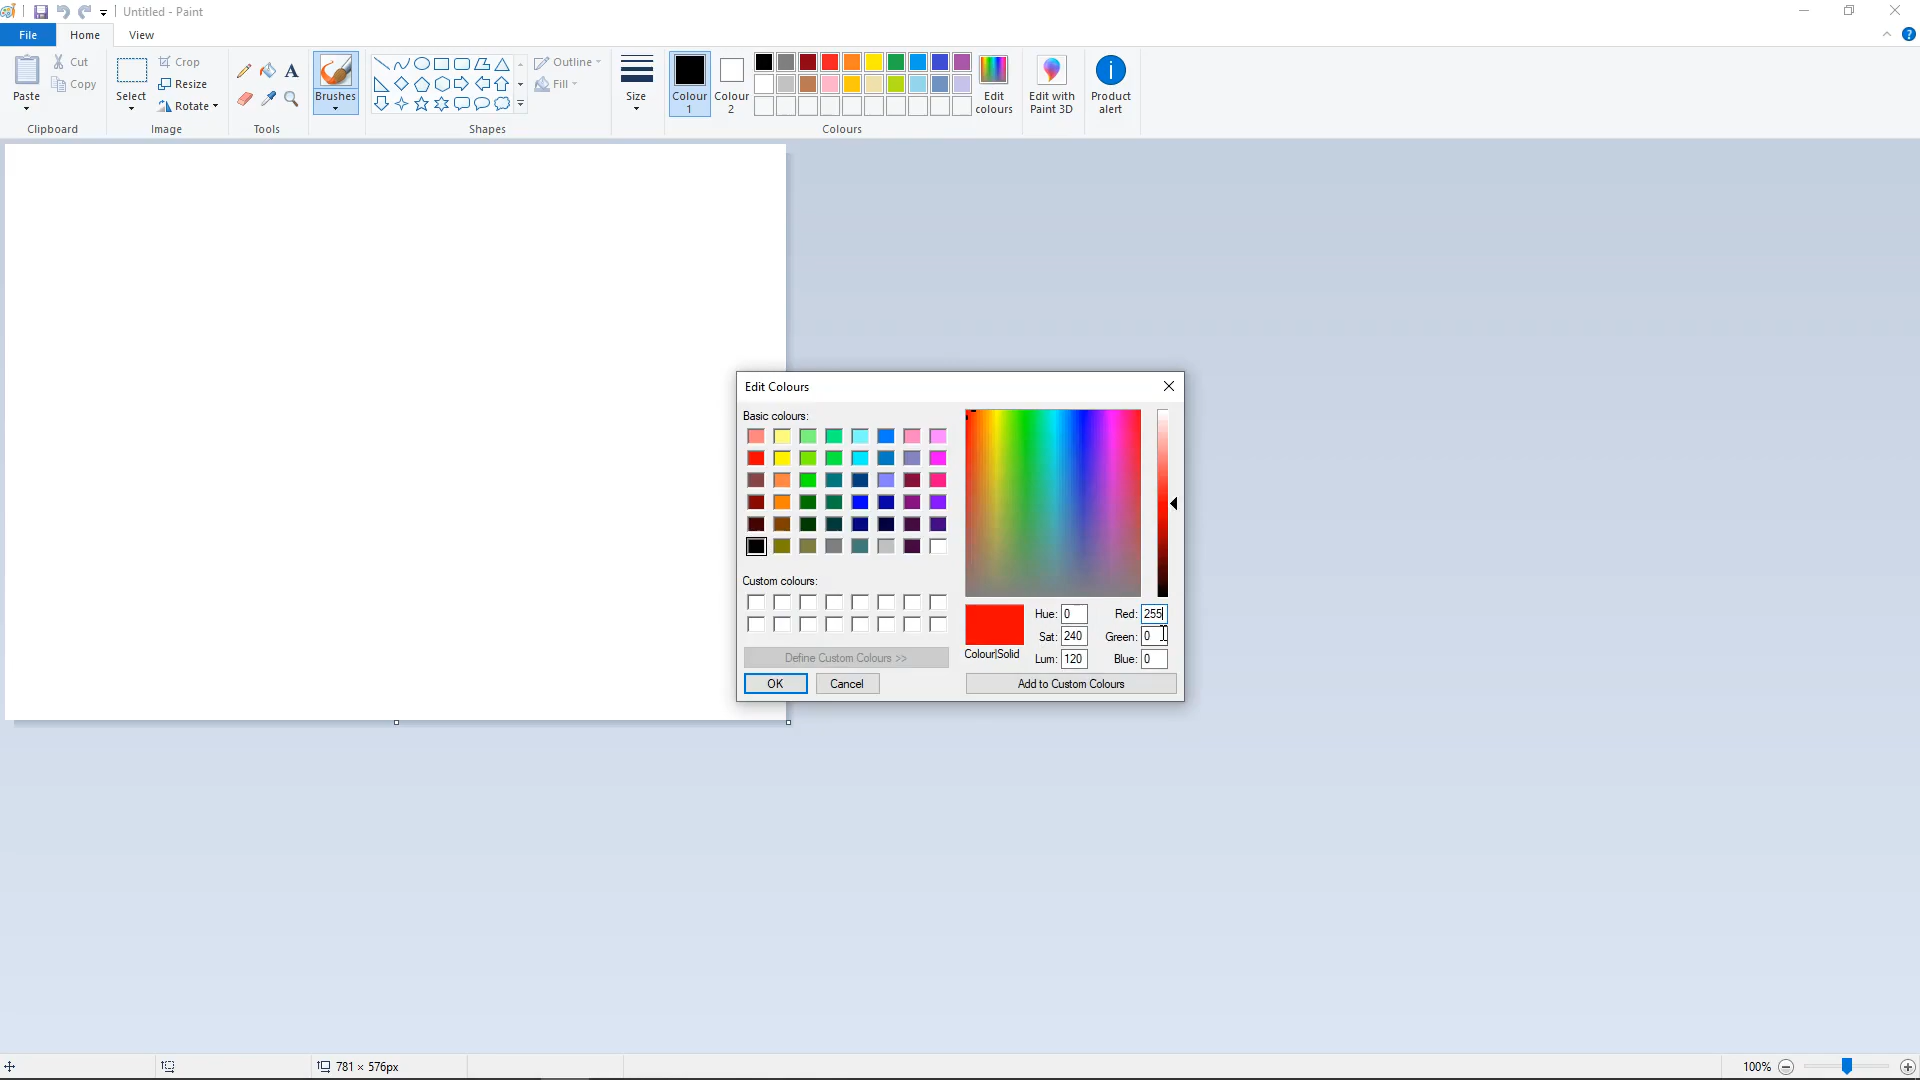 Untitled - Paint
File Home View
Paste
Cut
Copy
Clipboard
Select
Crop
Resize
Rotate
Image
A
Tools
Brushes
Outline
Fill
Shapes
Size
Colour 1
Colour 2
Edit colours
Colours
Edit with Paint 3D
Product alert
Edit Colours
Basic colours:
Custom colours:
Define Custom Colours >>
OK Cancel
Colour|Solid
Hue: 0 Red: 255
Sat: 240 Green: 0
Lum: 120 Blue: 0
Add to Custom Colours
781 × 576px 100%